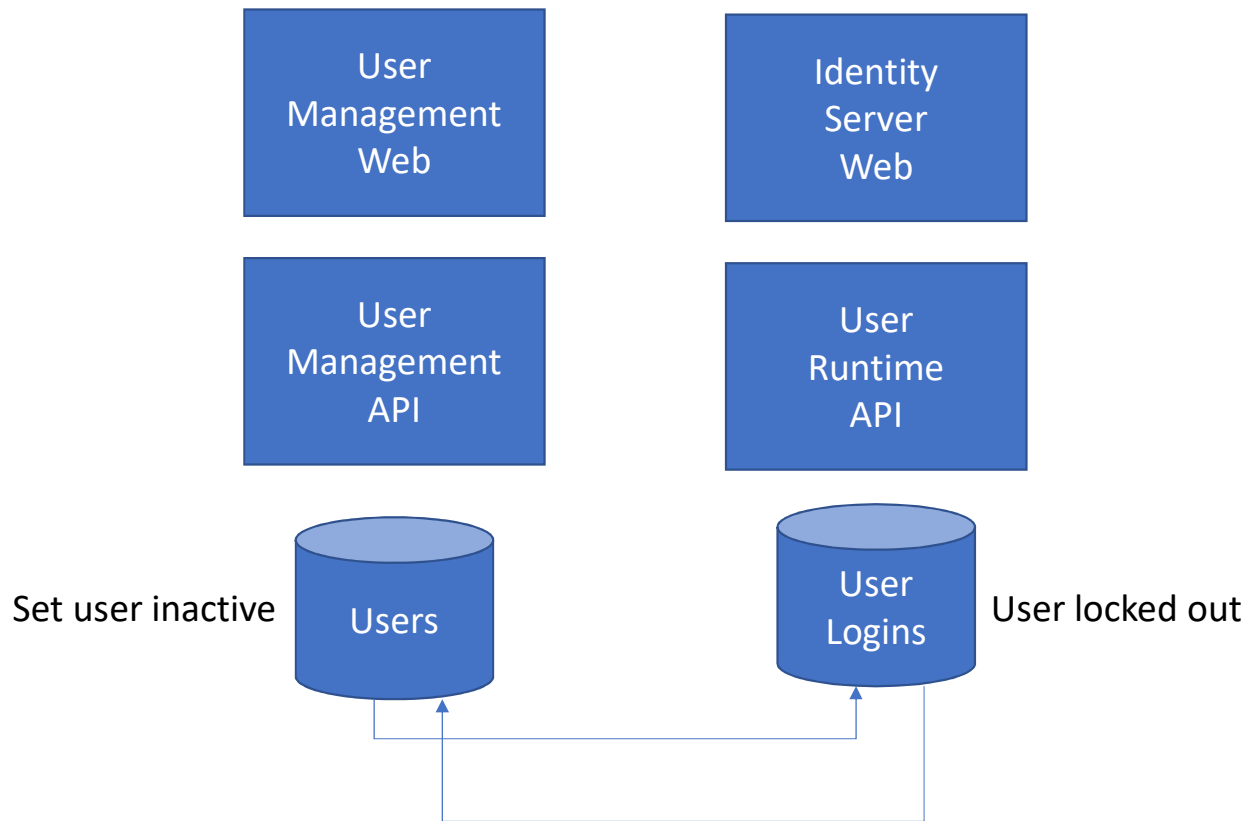 User
Management
Web
Identity
Server
Web
User
Management
API
User
Runtime
API
Set user inactive
Users
User
Logins
User locked out